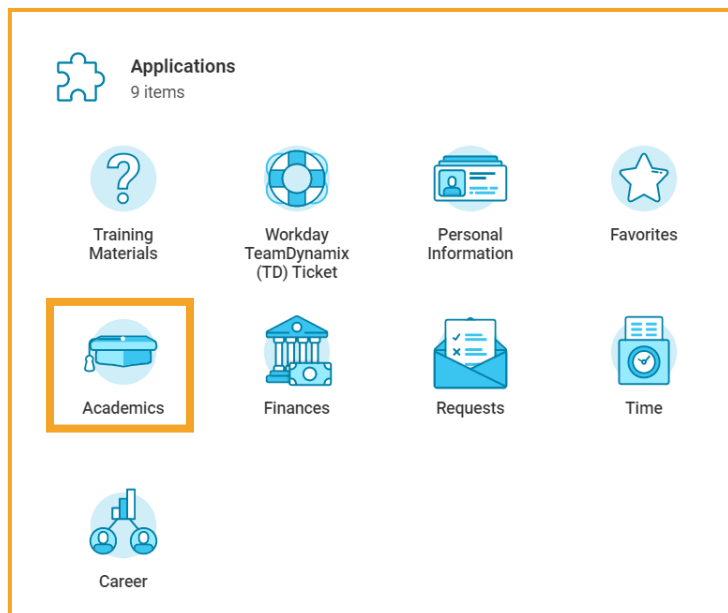 Applications
9 items
Training
Materials
Workday
TeamDynamix
(TD) Ticket
Personal
Information
Favorites
Academics
Finances
Requests
Time
Career